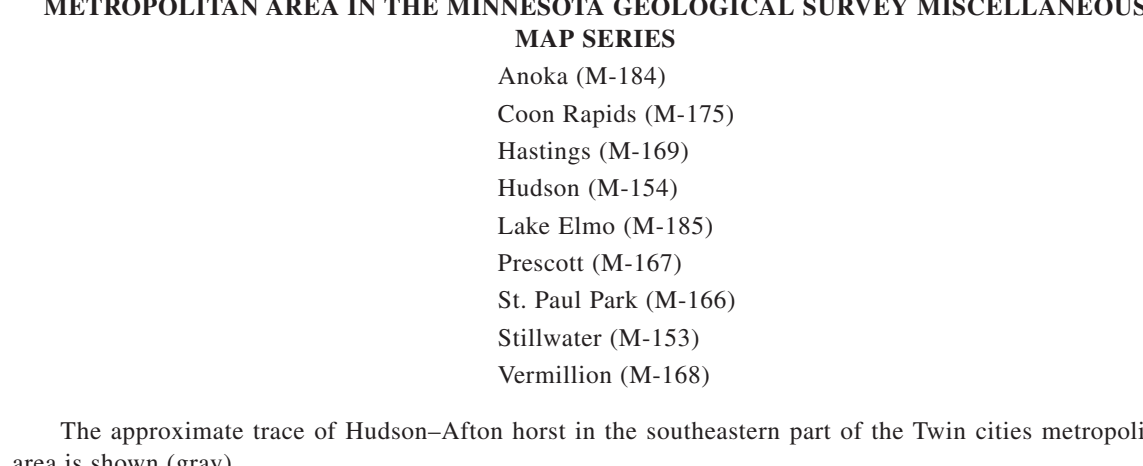 METROPOLITAN AREA IN THE MINNESOTA GEOLOGICAL SURVEY MISCELLANEOUS
MAP SERIES
Anoka (M-184)
Coon Rapids (M-175)
Hastings (M-169)
Hudson (M-154)
Lake Elmo (M-185)
Prescott (M-167)
St. Paul Park (M-166)
Stillwater (M-153)
Vermillion (M-168)
The approximate trace of Hudson–Afton horst in the southeastern part of the Twin cities metropoli
area is shown (gray)